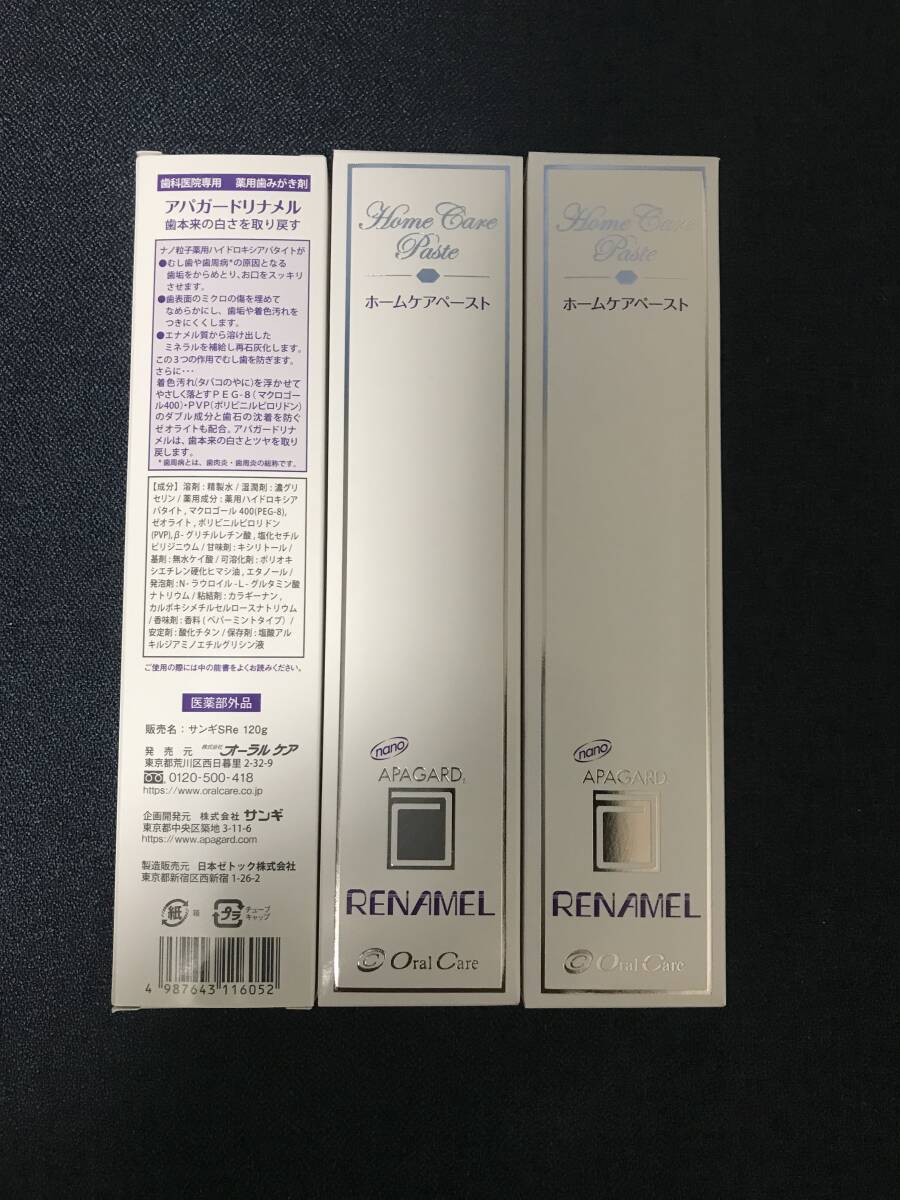 歯科医院専用 薬用歯みがき剤
アパガードリナメル
歯本来の白さを取り戻す
ナノ粒子薬用ハイドロキシアパタイトが
●むし歯や歯周病*の原因となる
歯垢をからめとり、お口をスッキリ
させます。
●歯表面のミクロの傷を埋めて
なめらかにし、歯垢や着色汚れを
つきにくくします。
●エナメル質から溶け出した
ミネラルを補給し再石灰化します。
この3つの作用でむし歯を防ぎます。
さらに・・・
着色汚れ(タバコのやに)を浮かせて
やさしく落とすPEG-8(マクロゴー
ル400)・PVP(ポリビニルピロリドン)
のダブル成分と歯石の沈着を防ぐ
ゼオライトも配合。アパガードリナ
メルは、歯本来の白さとツヤを取り
戻します。
*歯周病とは、歯肉炎・歯周炎の総称です。
【成分】溶剤:精製水/湿潤剤:濃グリ
セリン/薬用成分:薬用ハイドロキシア
パタイト,マクロゴール400(PEG-8),
ゼオライト,ポリビニルピロリドン
(PVP),β-グリチルレチン酸,塩化セチル
ピリジニウム/甘味剤:キシリトール/
基剤:無水ケイ酸/可溶化剤:ポリオキ
シエチレン硬化ヒマシ油,エタノール/
発泡剤:N-ラウロイル-L-グルタミン酸
ナトリウム/粘結剤:カラギーナン,
カルボキシメチルセルロースナトリウム
/香味剤:香料(ペパーミントタイプ)/
安定剤:酸化チタン/保存剤:塩酸アル
キルジアミノエチルグリシン液
ご使用の際には中の能書をよくお読みください。
医薬部外品
販売名:サンギSRe 120g
発売元 株式会社オーラルケア
東京都荒川区西日暮里2-32-9
0120-500-418
https://www.oralcare.co.jp
企画開発元 株式会社サンギ
東京都中央区築地3-11-6
https://www.apagard.com
製造販売元 日本ゼトック株式会社
東京都新宿区西新宿1-26-2
紙 箱 プラ チューブ
キャップ
4 987643 116052
Home Care
Paste
ホームケアペースト
nano
APAGARD
RENAMEL
Oral Care
Home Care
Paste
ホームケアペースト
nano
APAGARD
RENAMEL
Oral Care